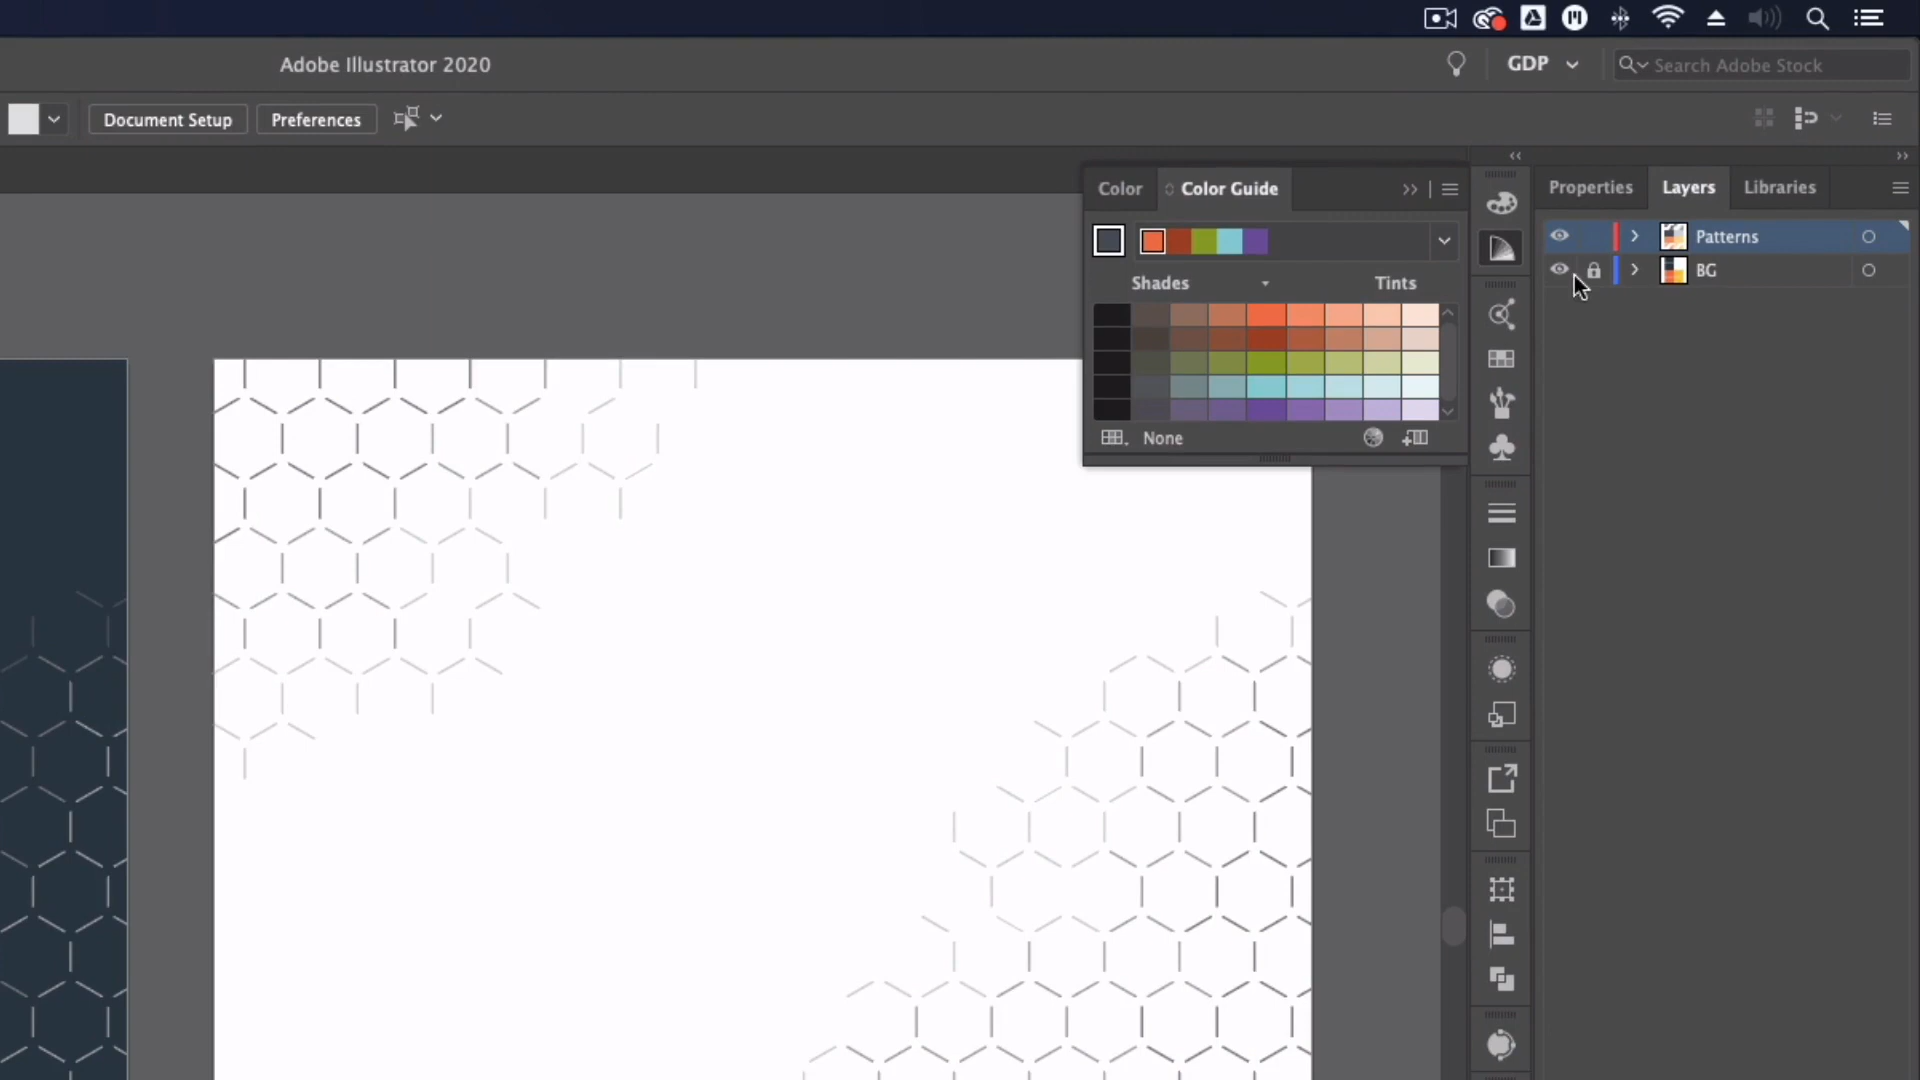 Adobe Illustrator 2020
GDP
Search Adobe Stock
Document Setup
Preferences
Color
Color Guide
Properties
Layers
Libraries
Patterns
BG
Shades
Tints
None